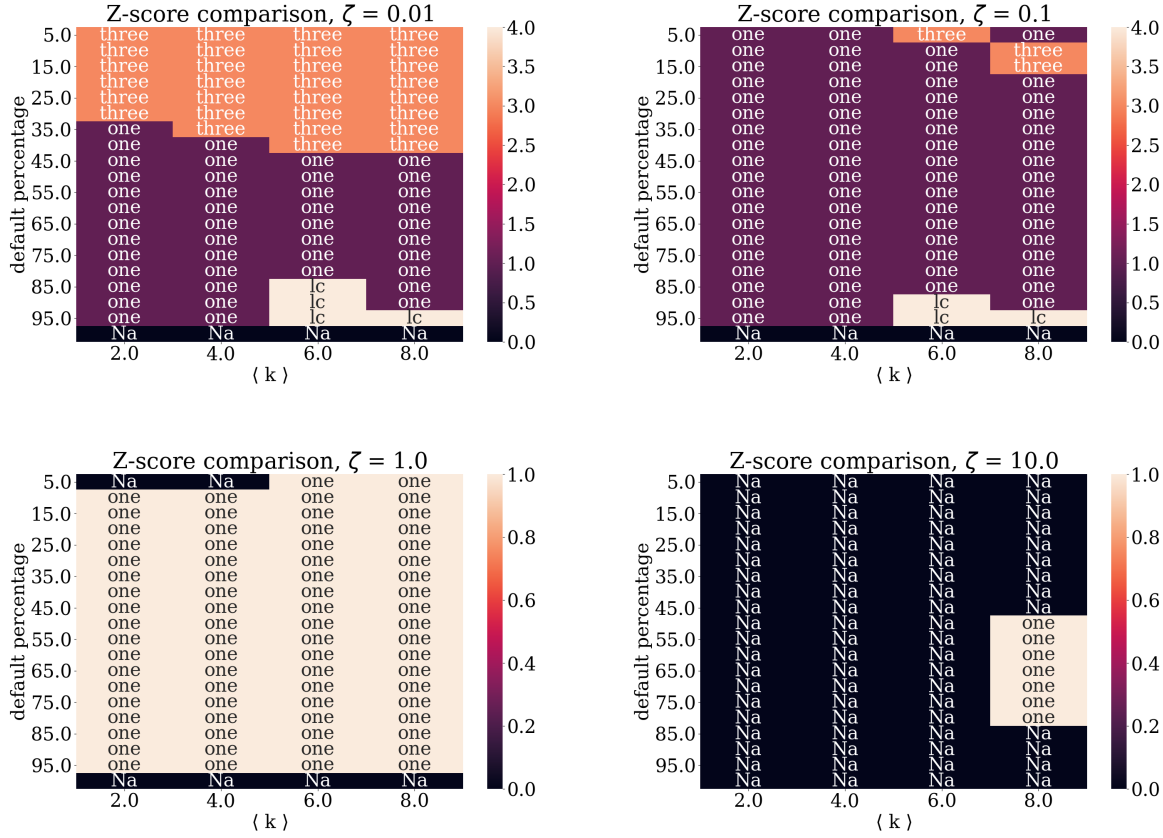 Z-score comparison, ζ = 0.01
default percentage
5.0 three three three three
three three three three
15.0 three three three three
three three three three
25.0 three three three three
three three three three
35.0 one three three three
one one three three
45.0 one one one one
one one one one
55.0 one one one one
one one one one
65.0 one one one one
one one one one
75.0 one one one one
one one one one
85.0 one one lc one
one one lc one
95.0 one one lc lc
Na Na Na Na
2.0 4.0 6.0 8.0
⟨ k ⟩
4.0
3.5
3.0
2.5
2.0
1.5
1.0
0.5
0.0
Z-score comparison, ζ = 0.1
default percentage
5.0 one one three one
one one one three
15.0 one one one three
one one one one
25.0 one one one one
one one one one
35.0 one one one one
one one one one
45.0 one one one one
one one one one
55.0 one one one one
one one one one
65.0 one one one one
one one one one
75.0 one one one one
one one one one
85.0 one one one one
one one lc one
95.0 one one lc lc
Na Na Na Na
2.0 4.0 6.0 8.0
⟨ k ⟩
4.0
3.5
3.0
2.5
2.0
1.5
1.0
0.5
0.0
Z-score comparison, ζ = 1.0
default percentage
5.0 Na Na one one
one one one one
15.0 one one one one
one one one one
25.0 one one one one
one one one one
35.0 one one one one
one one one one
45.0 one one one one
one one one one
55.0 one one one one
one one one one
65.0 one one one one
one one one one
75.0 one one one one
one one one one
85.0 one one one one
one one one one
95.0 one one one one
Na Na Na Na
2.0 4.0 6.0 8.0
⟨ k ⟩
1.0
0.8
0.6
0.4
0.2
0.0
Z-score comparison, ζ = 10.0
default percentage
5.0 Na Na Na Na
Na Na Na Na
15.0 Na Na Na Na
Na Na Na Na
25.0 Na Na Na Na
Na Na Na Na
35.0 Na Na Na Na
Na Na Na Na
45.0 Na Na Na Na
Na Na Na one
55.0 Na Na Na one
Na Na Na one
65.0 Na Na Na one
Na Na Na one
75.0 Na Na Na one
Na Na Na one
85.0 Na Na Na Na
Na Na Na Na
95.0 Na Na Na Na
Na Na Na Na
2.0 4.0 6.0 8.0
⟨ k ⟩
1.0
0.8
0.6
0.4
0.2
0.0